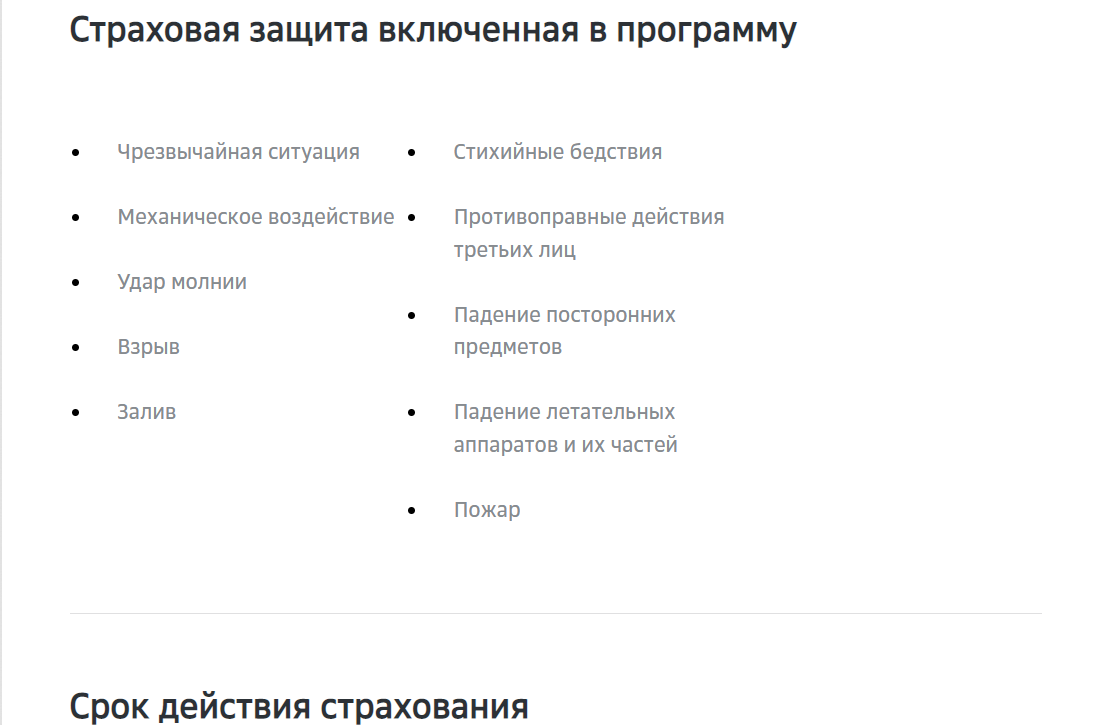 Страховая защита включенная в программу
Чрезвычайная ситуация
Механическое воздействие
Удар молнии
Взрыв
Залив
Стихийные бедствия
Противоправные действия
третьих лиц
Падение посторонних
предметов
Падение летательных
аппаратов и их частей
Пожар
Срок действия страхования